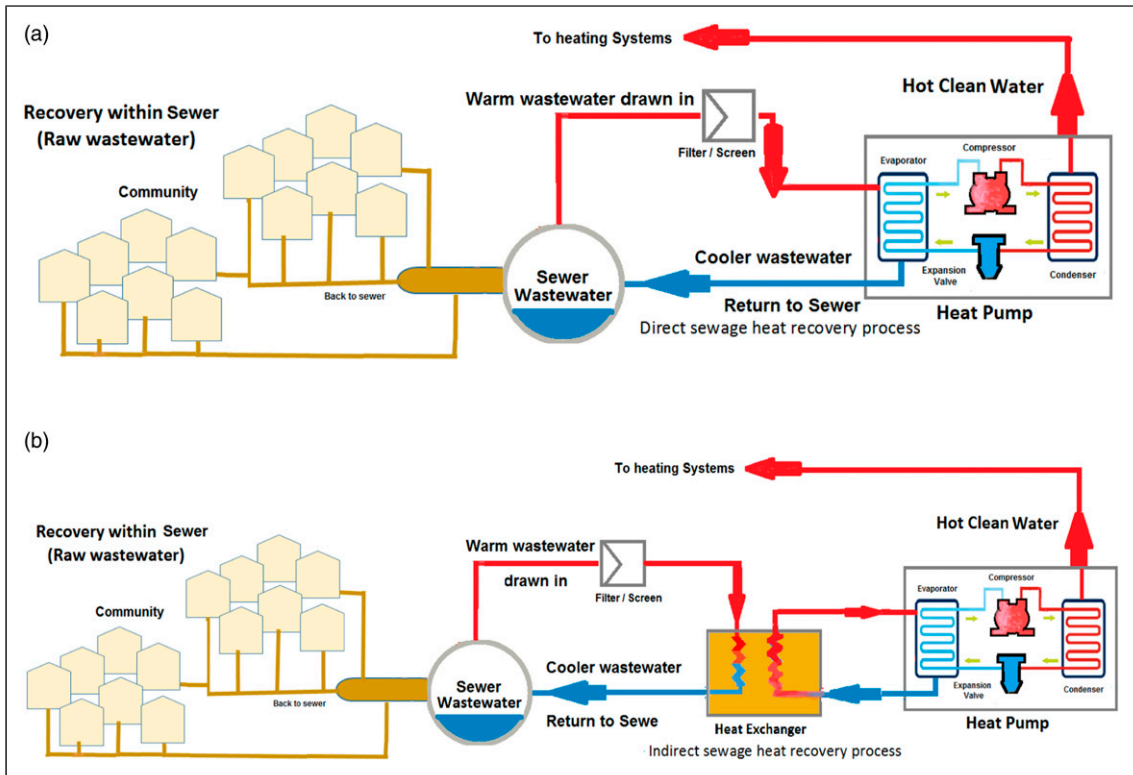 (a)
To heating Systems
Hot Clean Water
Recovery within Sewer
(Raw wastewater)
Warm wastewater drawn in
Filter / Screen
Community
Evaporator
Compressor
Sewer
Wastewater
Cooler wastewater
Back to sewer
Expansion
Valve
Condenser
Return to Sewer
Heat Pump
Direct sewage heat recovery process
(b)
To heating Systems
Hot Clean Water
Recovery within Sewer
(Raw wastewater)
Warm wastewater
drawn in
Filter / Screen
Community
Evaporator
Compressor
Sewer
Wastewater
Cooler wastewater
Back to sewer
Return to Sewe
Heat Exchanger
Expansion
Valve
Condenser
Heat Pump
Indirect sewage heat recovery process